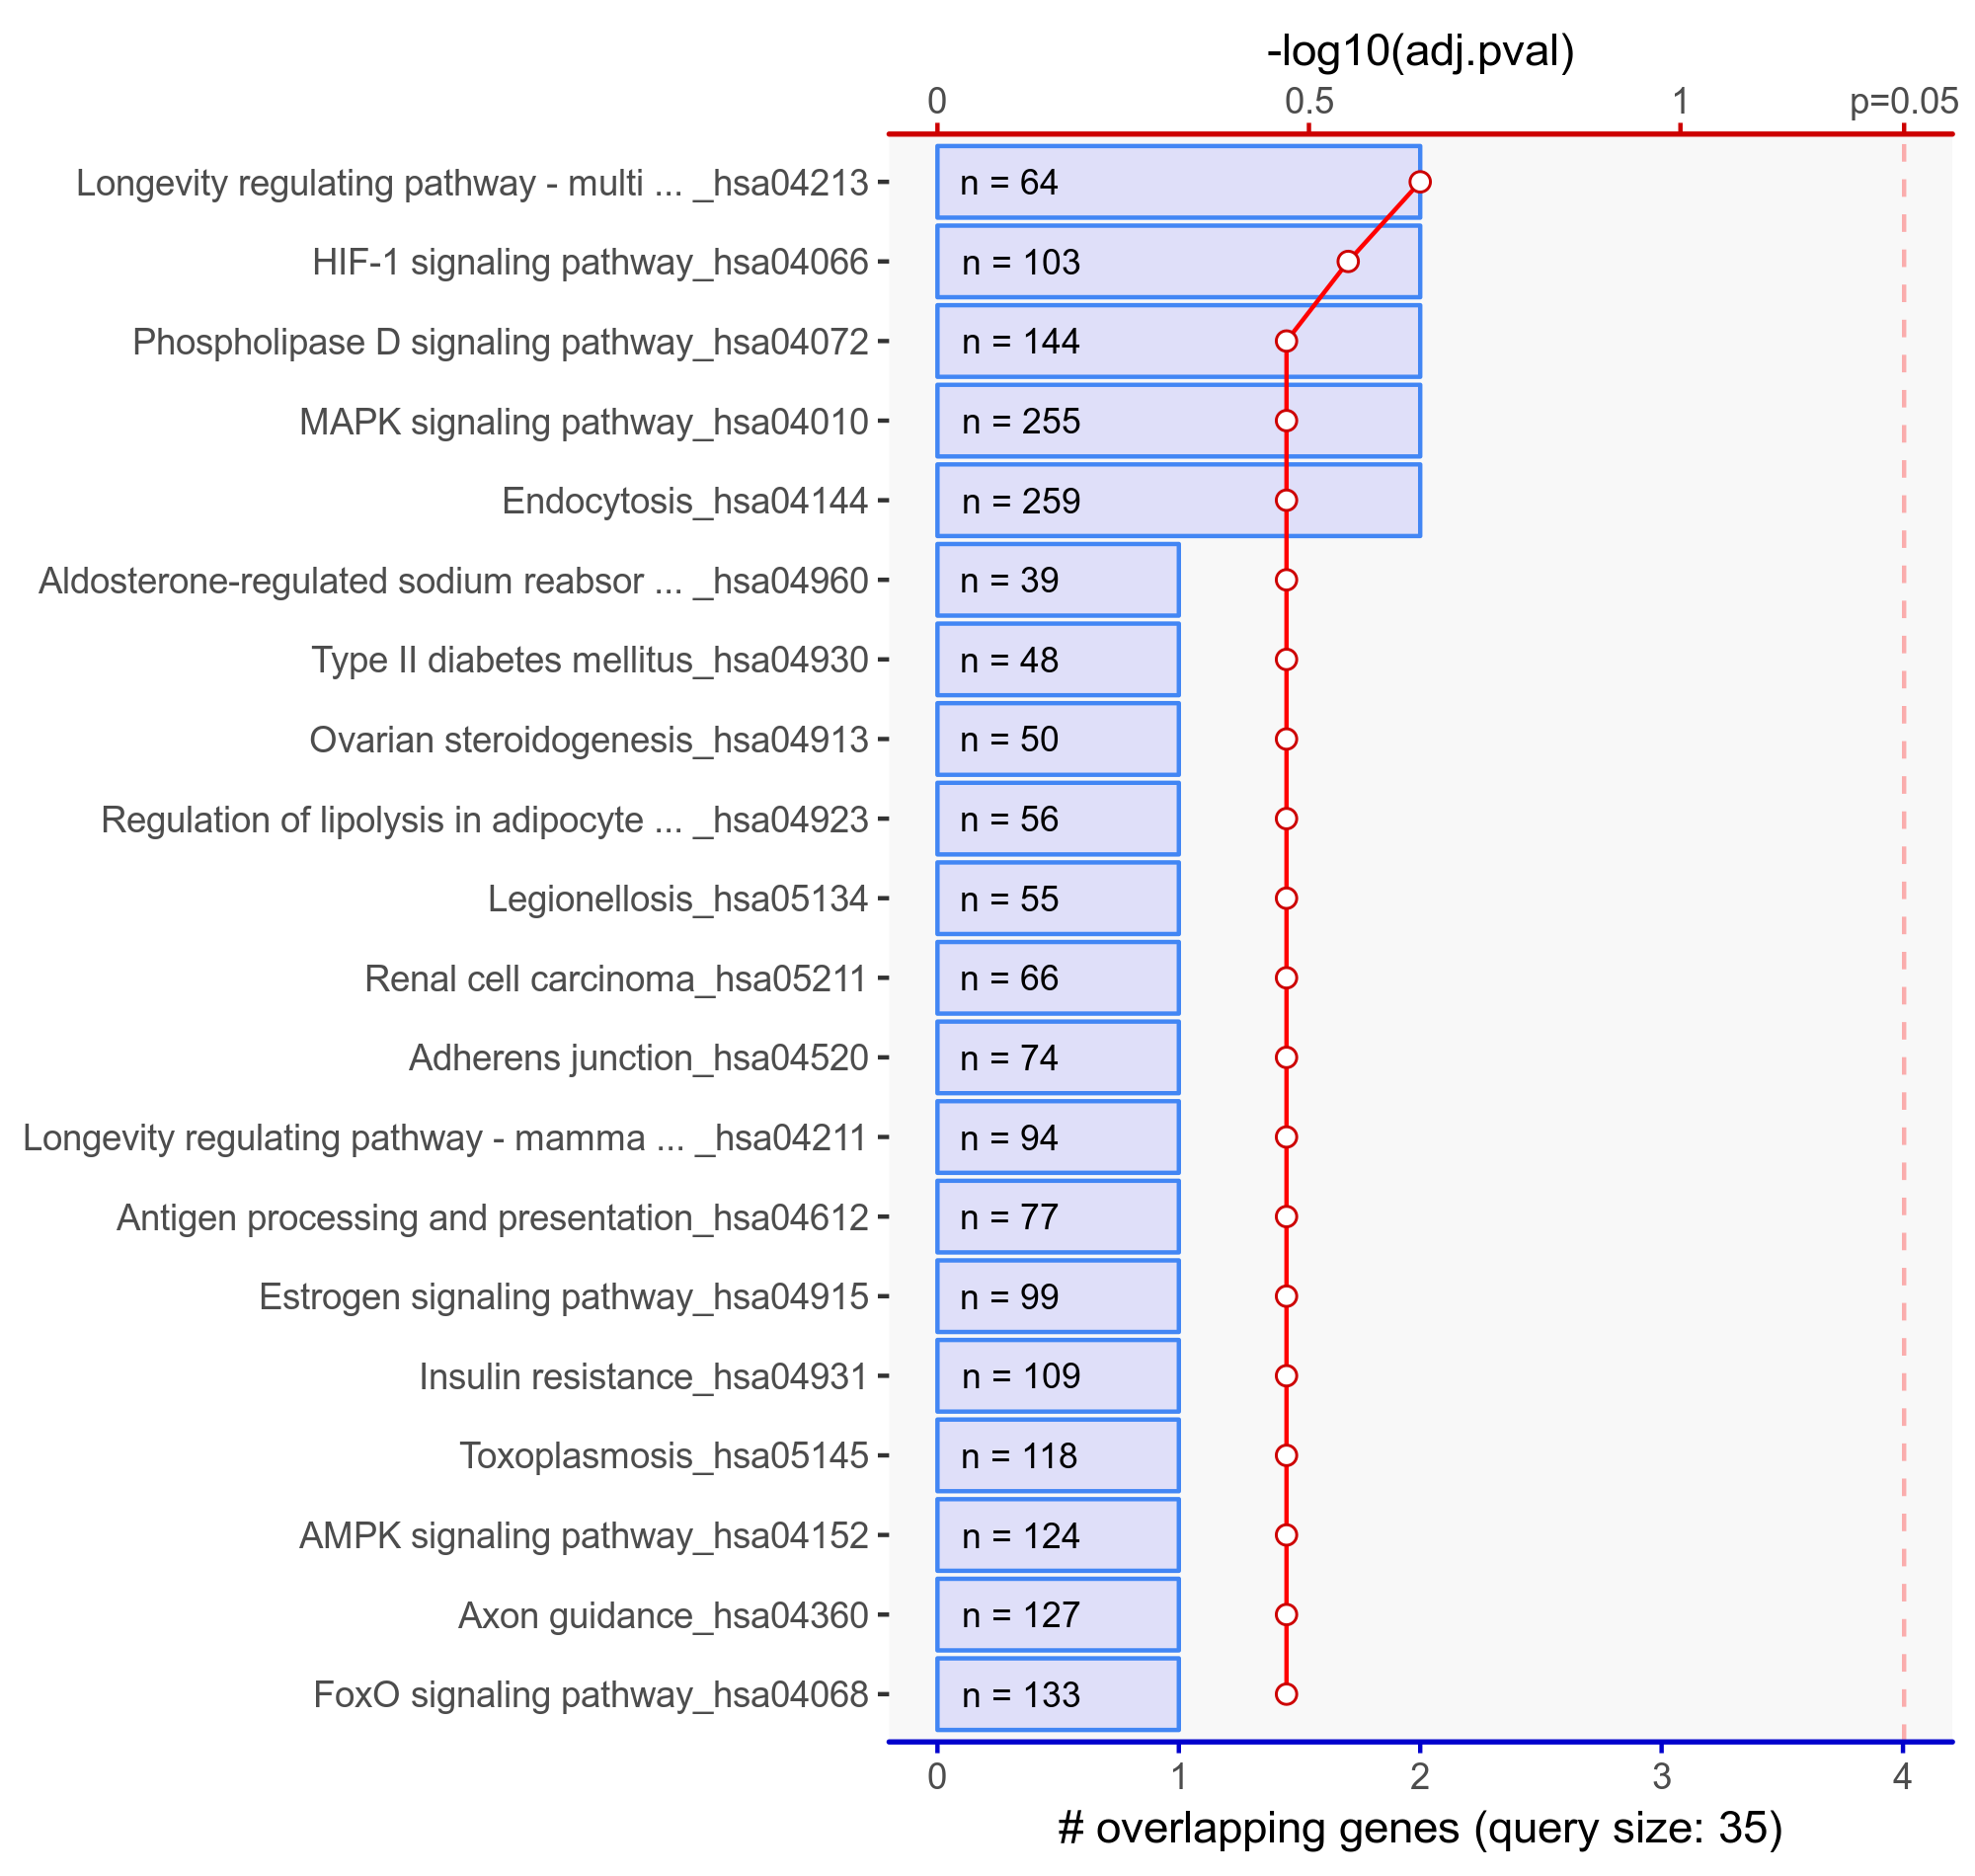 -log10(adj.pval)
0 0.5 1 p=0.05
Longevity regulating pathway - multi ... _hsa04213 n = 64
HIF-1 signaling pathway_hsa04066 n = 103
Phospholipase D signaling pathway_hsa04072 n = 144
MAPK signaling pathway_hsa04010 n = 255
Endocytosis_hsa04144 n = 259
Aldosterone-regulated sodium reabsor ... _hsa04960 n = 39
Type II diabetes mellitus_hsa04930 n = 48
Ovarian steroidogenesis_hsa04913 n = 50
Regulation of lipolysis in adipocyte ... _hsa04923 n = 56
Legionellosis_hsa05134 n = 55
Renal cell carcinoma_hsa05211 n = 66
Adherens junction_hsa04520 n = 74
Longevity regulating pathway - mamma ... _hsa04211 n = 94
Antigen processing and presentation_hsa04612 n = 77
Estrogen signaling pathway_hsa04915 n = 99
Insulin resistance_hsa04931 n = 109
Toxoplasmosis_hsa05145 n = 118
AMPK signaling pathway_hsa04152 n = 124
Axon guidance_hsa04360 n = 127
FoxO signaling pathway_hsa04068 n = 133
0 1 2 3 4
# overlapping genes (query size: 35)